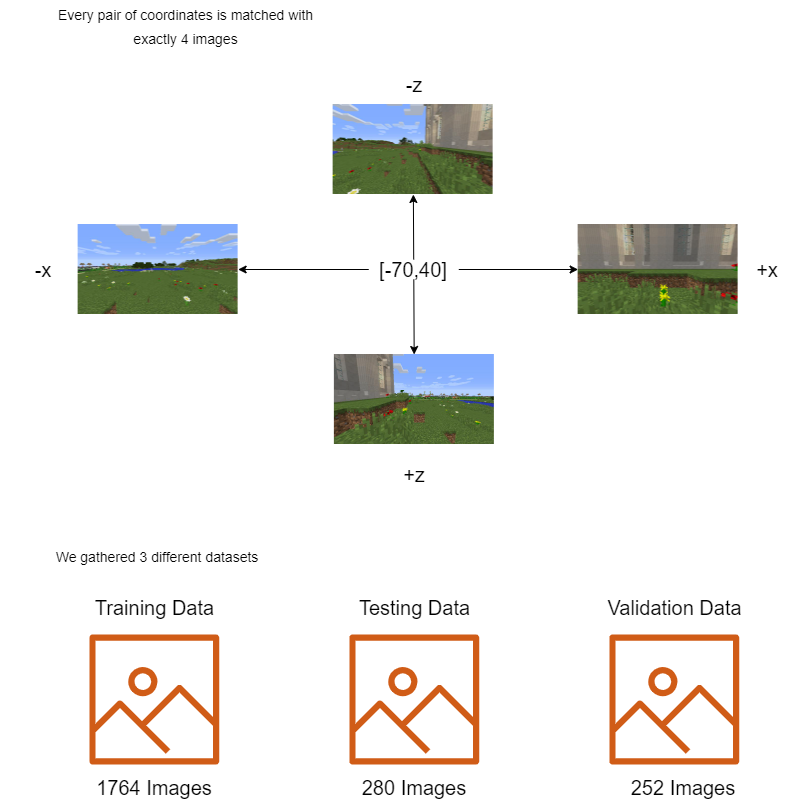 Every pair of coordinates is matched with
exactly 4 images
-z
-x
[-70,40]
+x
+z
We gathered 3 different datasets
Training Data
Testing Data
Validation Data
1764 Images
280 Images
252 Images